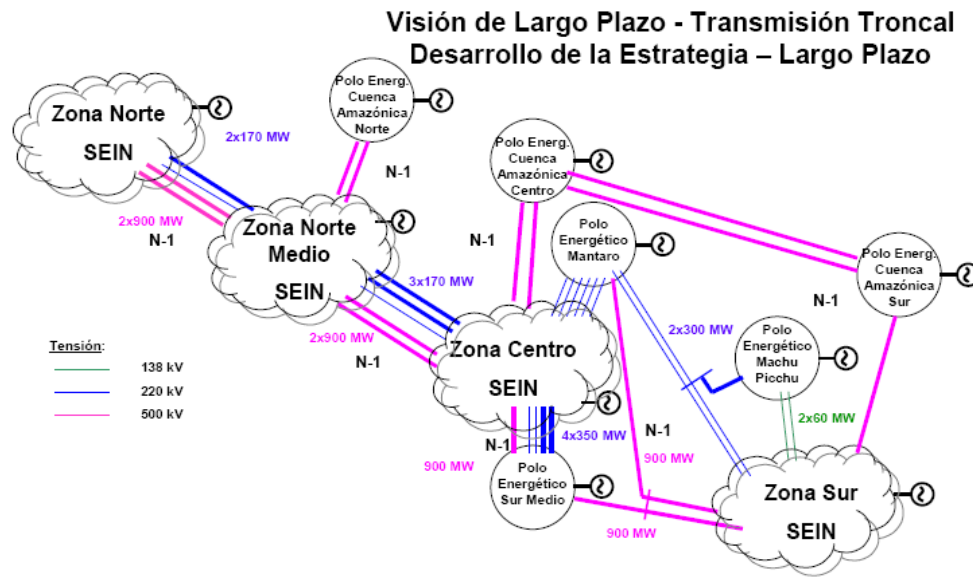 Visión de Largo Plazo - Transmisión Troncal
Desarrollo de la Estrategia – Largo Plazo
Zona Norte
SEIN
2x170 MW
2x900 MW
N-1
Polo Energ.
Cuenca
Amazónica
Norte
N-1
Zona Norte
Medio
SEIN
3x170 MW
2x900 MW
N-1
Polo Energ.
Cuenca
Amazónica
Centro
N-1
Polo
Energético
Mantaro
Polo Energ.
Cuenca
Amazónica
Sur
N-1
2x300 MW
Polo
Energético
Machu
Picchu
2x60 MW
Zona Centro
SEIN
N-1
4x350 MW
900 MW
Polo
Energético
Sur Medio
N-1
900 MW
900 MW
Zona Sur
SEIN
Tensión:
138 kV
220 kV
500 kV